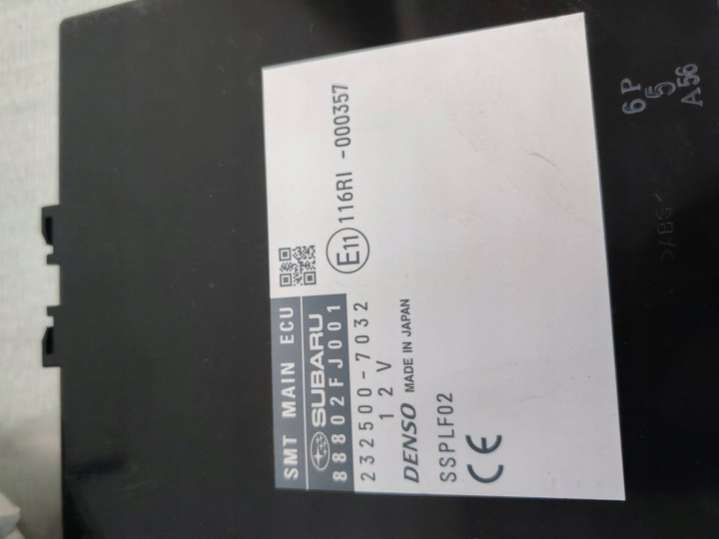 SMT MAIN ECU
SUBARU
88802FJ001
232500-7032
12V
DENSO MADE IN JAPAN
SSPLF02
CE
E11 116RI -000357
6P
5
A56
>ABS<